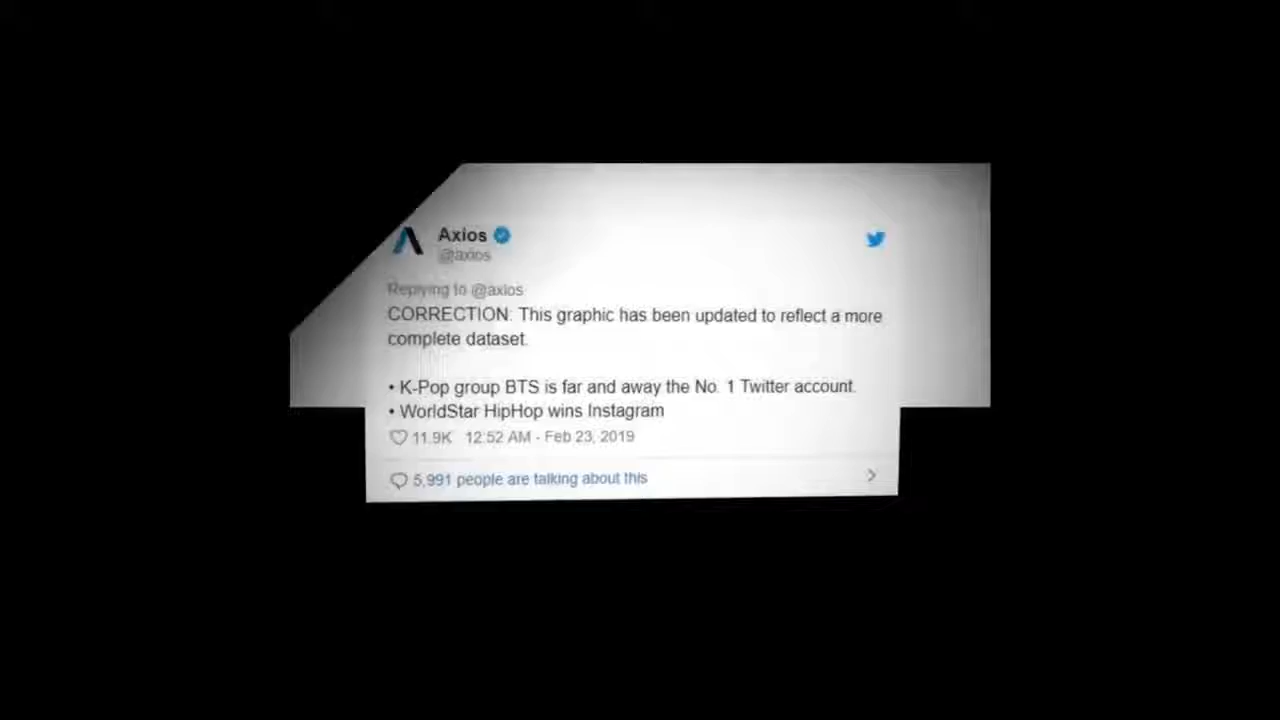 Axios
@axios
Replying to @axios
CORRECTION: This graphic has been updated to reflect a more
complete dataset.
• K-Pop group BTS is far and away the No. 1 Twitter account.
• WorldStar HipHop wins Instagram
11.9K 12:52 AM - Feb 23, 2019
5,991 people are talking about this